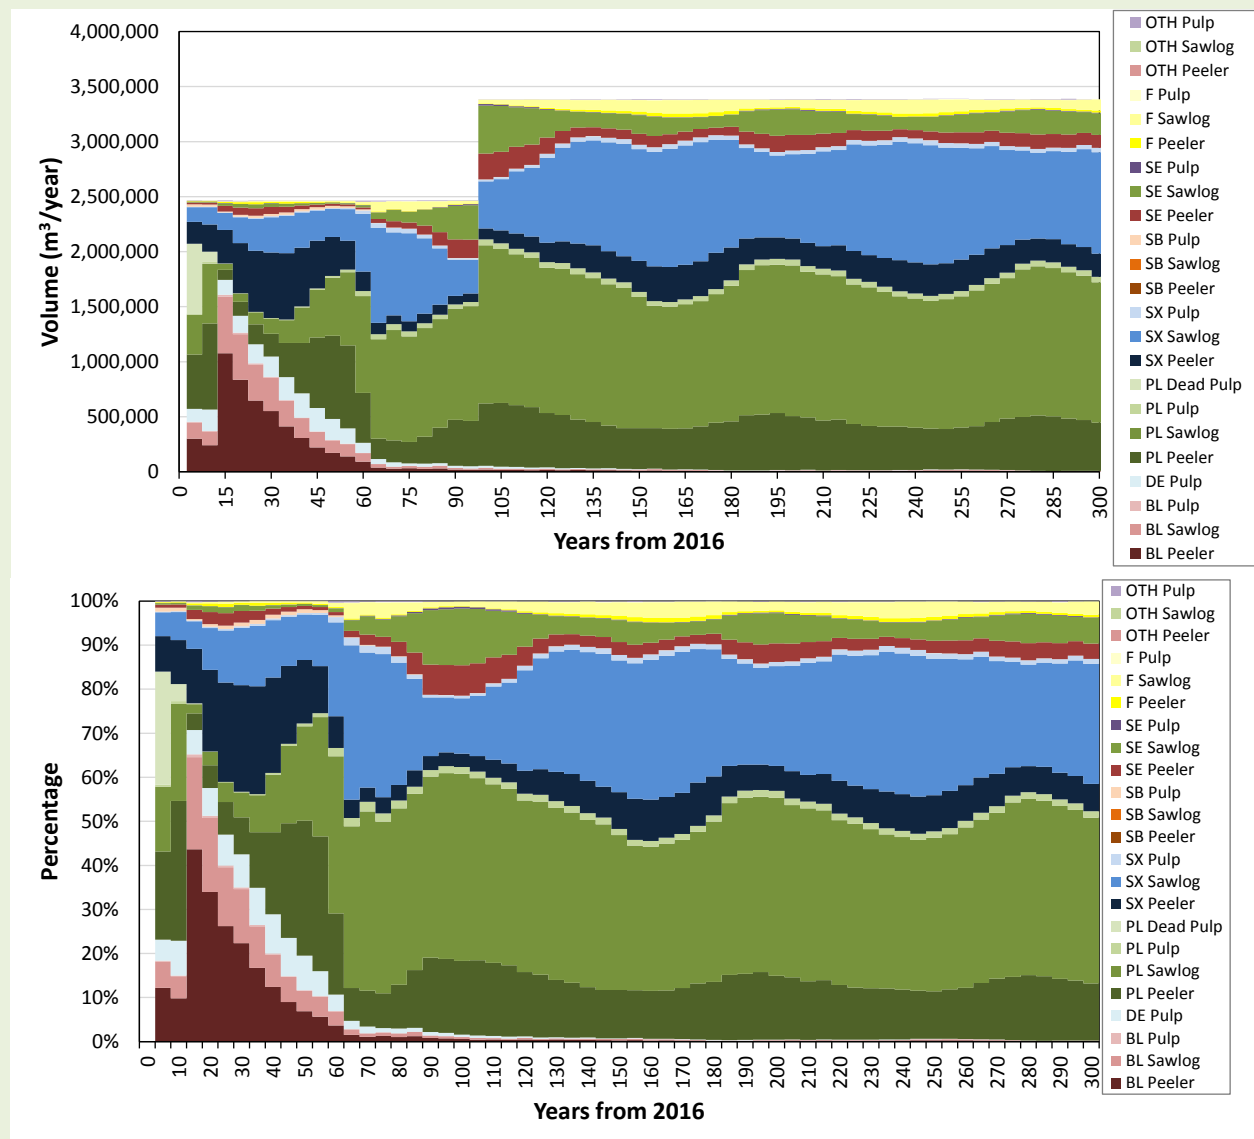 4,000,000
3,500,000
3,000,000
2,500,000
2,000,000
1,500,000
1,000,000
500,000
0
Volume (m³/year)
0 15 30 45 60 75 90 105 120 135 150 165 180 195 210 225 240 255 270 285 300
Years from 2016
OTH Pulp
OTH Sawlog
OTH Peeler
F Pulp
F Sawlog
F Peeler
SE Pulp
SE Sawlog
SE Peeler
SB Pulp
SB Sawlog
SB Peeler
SX Pulp
SX Sawlog
SX Peeler
PL Dead Pulp
PL Pulp
PL Sawlog
PL Peeler
DE Pulp
BL Pulp
BL Sawlog
BL Peeler
100%
90%
80%
70%
60%
50%
40%
30%
20%
10%
0%
Percentage
0 10 20 30 40 50 60 70 80 90 100 110 120 130 140 150 160 170 180 190 200 210 220 230 240 250 260 270 280 290 300
Years from 2016
OTH Pulp
OTH Sawlog
OTH Peeler
F Pulp
F Sawlog
F Peeler
SE Pulp
SE Sawlog
SE Peeler
SB Pulp
SB Sawlog
SB Peeler
SX Pulp
SX Sawlog
SX Peeler
PL Dead Pulp
PL Pulp
PL Sawlog
PL Peeler
DE Pulp
BL Pulp
BL Sawlog
BL Peeler